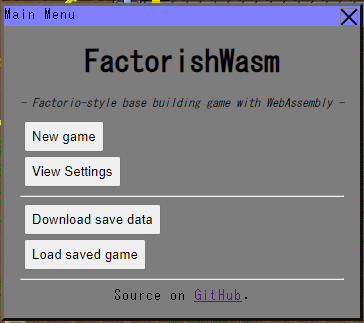 Main Menu
FactorishWasm
- Factorio-style base building game with WebAssembly -
New game
View Settings
Download save data
Load saved game
Source on GitHub.